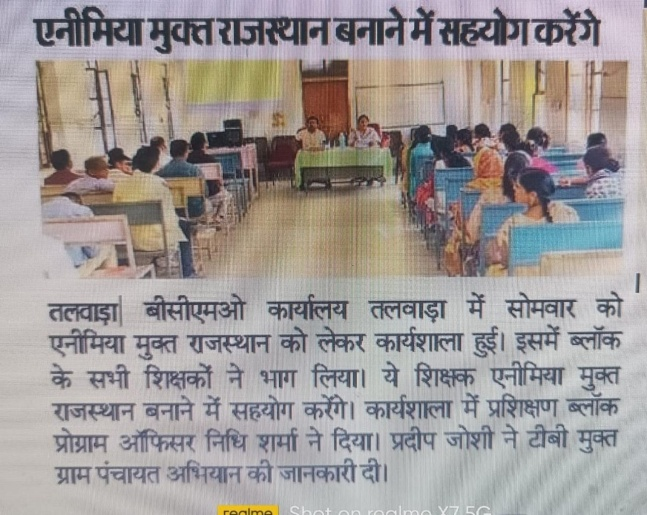 एनीमिया मुक्त राजस्थान बनाने में सहयोग करेंगे
तलवाड़ा| बीसीएमओ कार्यालय तलवाड़ा में सोमवार को
एनीमिया मुक्त राजस्थान को लेकर कार्यशाला हुई। इसमें ब्लॉक
के सभी शिक्षकों ने भाग लिया। ये शिक्षक एनीमिया मुक्त
राजस्थान बनाने में सहयोग करेंगे। कार्यशाला में प्रशिक्षण ब्लॉक
प्रोग्राम ऑफिसर निधि शर्मा ने दिया। प्रदीप जोशी ने टीबी मुक्त
ग्राम पंचायत अभियान की जानकारी दी।
realme Shot on realme X7 5G